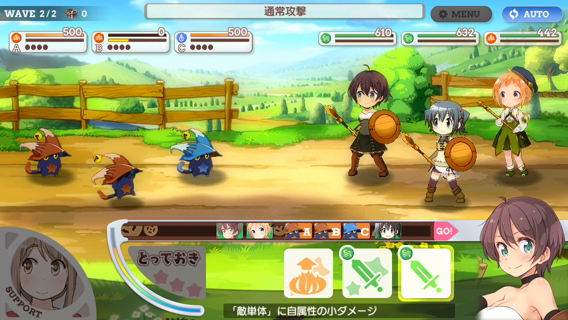 WAVE 2/2 0
通常攻撃
MENU
AUTO
500
A
0
B
500
C
610
632
442
A
B
C
GO!
とっておき
SUPPORT
「敵単体」に自属性の小ダメージ